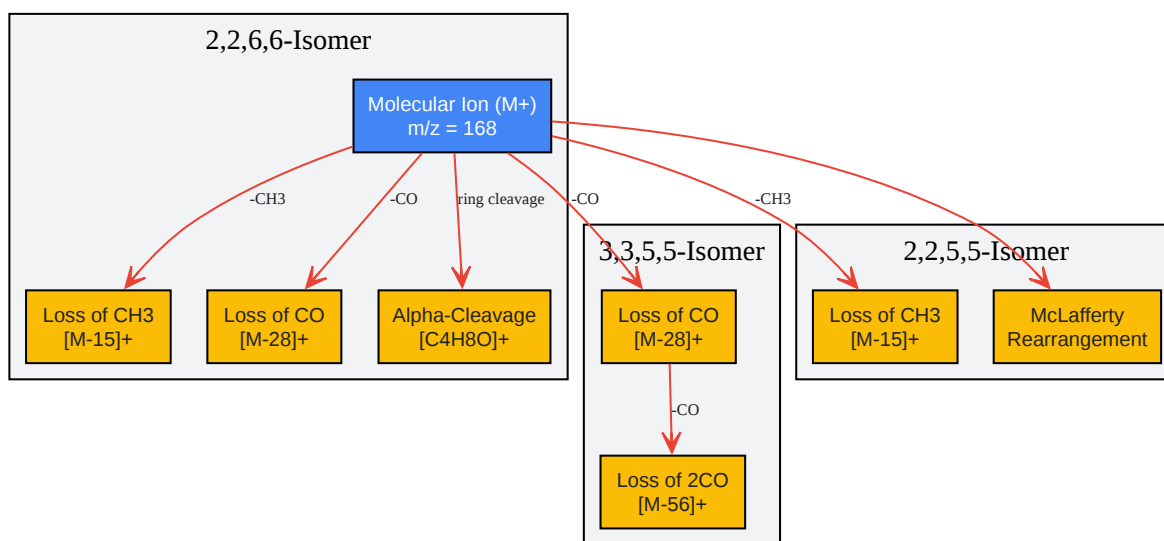 2,2,6,6-Isomer
Molecular Ion (M+)
m/z = 168
-CH3
-CO
ring cleavage
-CO
-CH3
3,3,5,5-Isomer
2,2,5,5-Isomer
Loss of CH3
[M-15]+
Loss of CO
[M-28]+
Alpha-Cleavage
[C4H8O]+
Loss of CO
[M-28]+
Loss of CH3
[M-15]+
McLafferty
Rearrangement
-CO
Loss of 2CO
[M-56]+